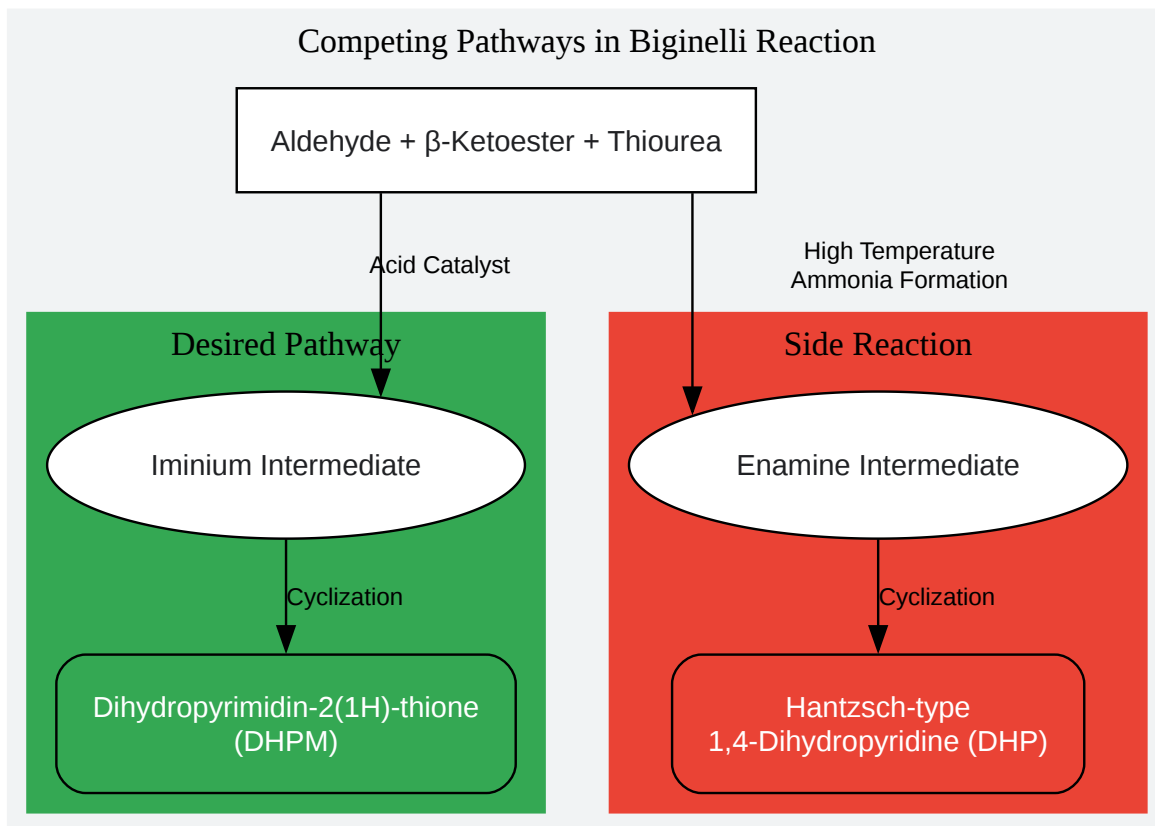 Competing Pathways in Biginelli Reaction
Aldehyde + β-Ketoester + Thiourea
Acid Catalyst
High Temperature
Ammonia Formation
Desired Pathway
Side Reaction
Iminium Intermediate
Enamine Intermediate
Cyclization
Cyclization
Dihydropyrimidin-2(1H)-thione
(DHPM)
Hantzsch-type
1,4-Dihydropyridine (DHP)